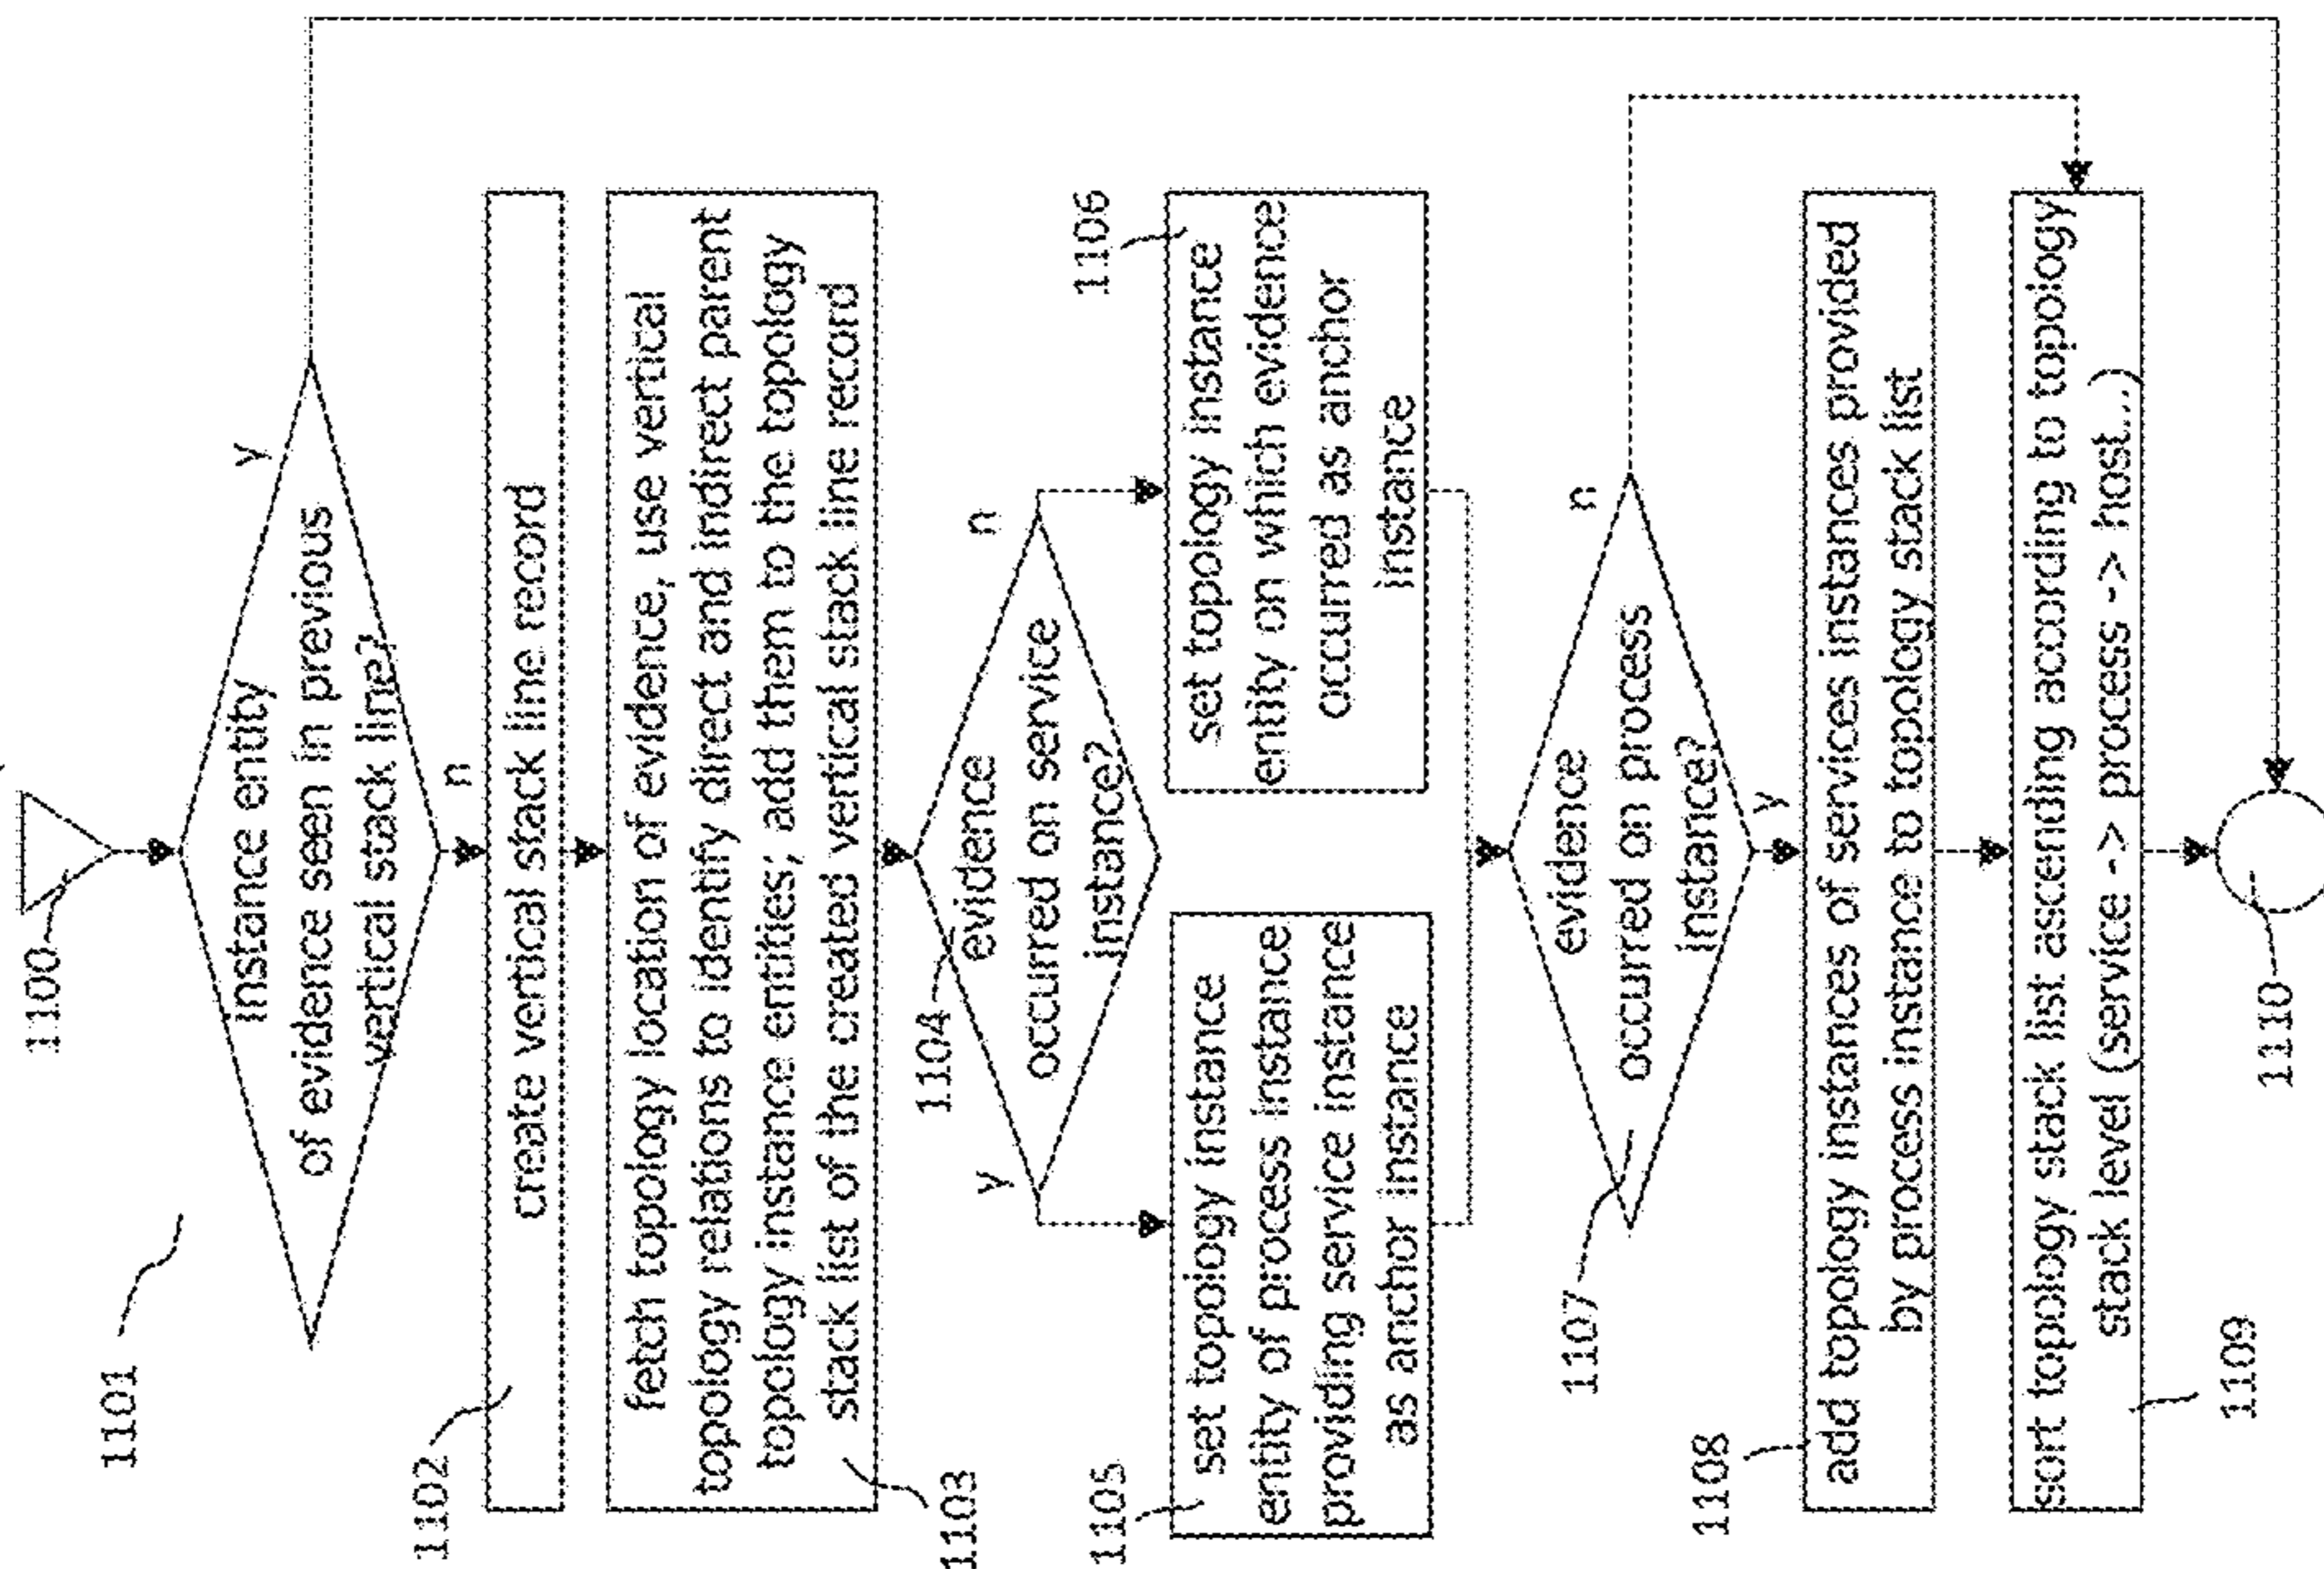 1100
1101
instance entity
of evidence seen in previous
vertical stack line?
y
n
1102
create vertical stack line record
fetch topology location of evidence, use vertical
topology relations to identify direct and indirect parent
topology instance entities; add them to the topology
stack list of the created vertical stack line record
1103
1104
evidence
occurred on service
instance?
y
n
1105
set topology instance
entity of process instance
providing service instance
as anchor instance
1106
set topology instance
entity on which evidence
occurred as anchor
instance
1107
evidence
occurred on process
instance?
n
y
1108
add topology instances of services instances provided
by process instance to topology stack list
sort topology stack list ascending according to topology
stack level (service -> process -> host...)
1109
1110